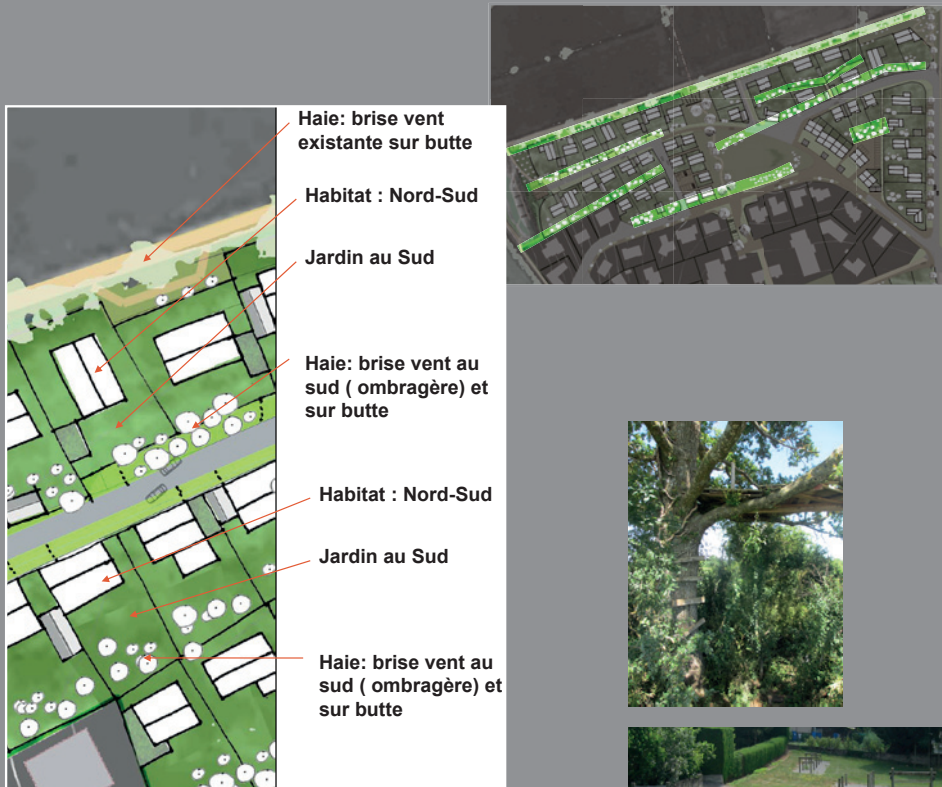 Haie: brise vent
existante sur butte
Habitat : Nord-Sud
Jardin au Sud
Haie: brise vent au
sud ( ombragère) et
sur butte
Habitat : Nord-Sud
Jardin au Sud
Haie: brise vent au
sud ( ombragère) et
sur butte